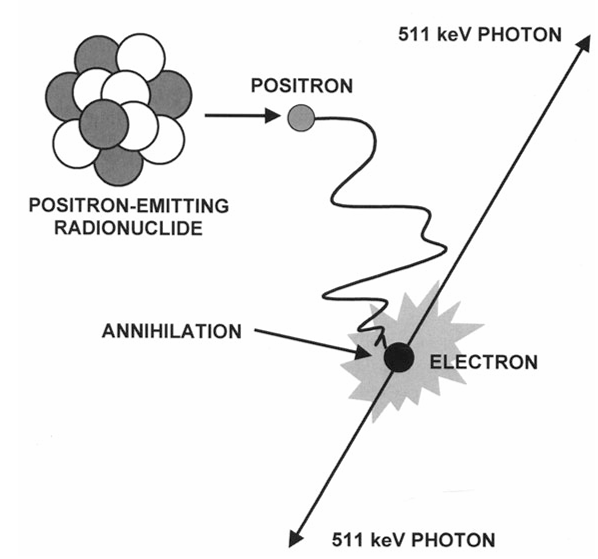 511 keV PHOTON
POSITRON
POSITRON-EMITTING
RADIONUCLIDE
ANNIHILATION
ELECTRON
511 keV PHOTON